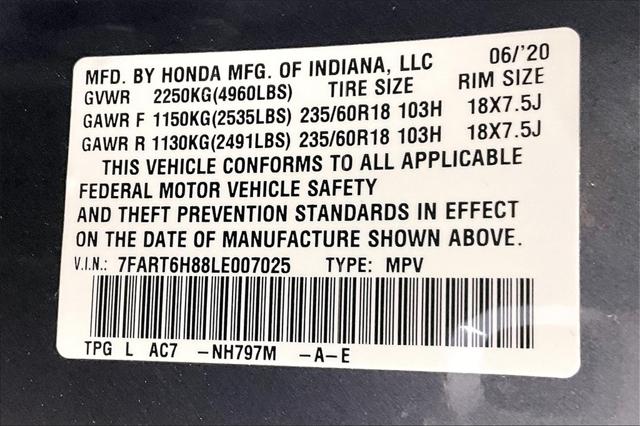 MFD. BY HONDA MFG. OF INDIANA, LLC 06/'20
GVWR 2250KG(4960LBS) TIRE SIZE RIM SIZE
GAWR F 1150KG(2535LBS) 235/60R18 103H 18X7.5J
GAWR R 1130KG(2491LBS) 235/60R18 103H 18X7.5J
THIS VEHICLE CONFORMS TO ALL APPLICABLE
FEDERAL MOTOR VEHICLE SAFETY
AND THEFT PREVENTION STANDARDS IN EFFECT
ON THE DATE OF MANUFACTURE SHOWN ABOVE.
V.I.N.: 7FART6H88LE007025 TYPE: MPV
TPG L AC7 -NH797M -A-E